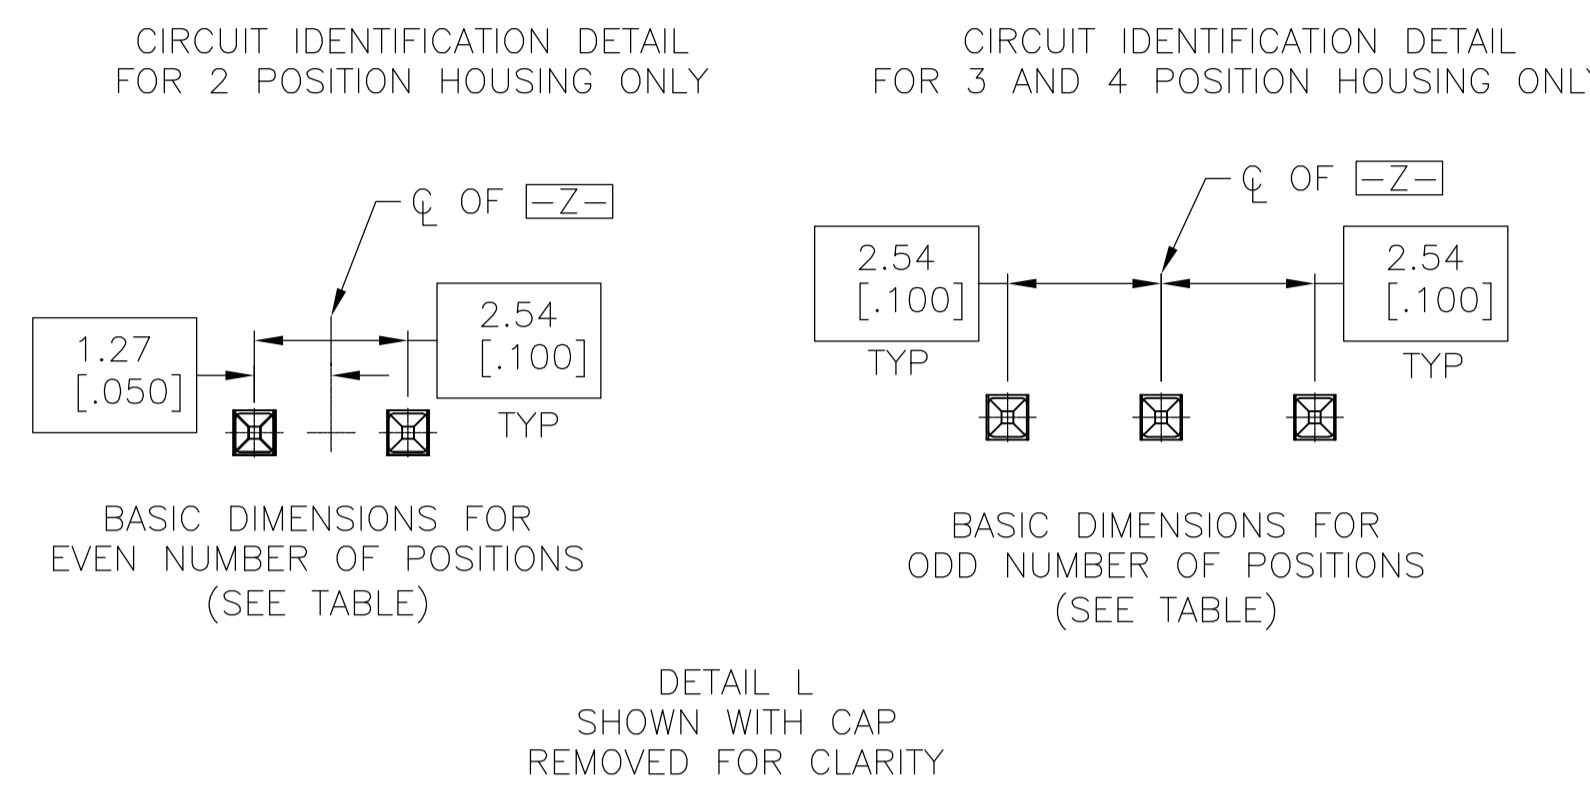 CIRCUIT IDENTIFICATION DETAIL
FOR 2 POSITION HOUSING ONLY
℄ OF -Z-
1.27
[.050]
2.54
[.100]
TYP
BASIC DIMENSIONS FOR
EVEN NUMBER OF POSITIONS
(SEE TABLE)
CIRCUIT IDENTIFICATION DETAIL
FOR 3 AND 4 POSITION HOUSING ONLY
℄ OF -Z-
2.54
[.100]
TYP
2.54
[.100]
TYP
BASIC DIMENSIONS FOR
ODD NUMBER OF POSITIONS
(SEE TABLE)
DETAIL L
SHOWN WITH CAP
REMOVED FOR CLARITY